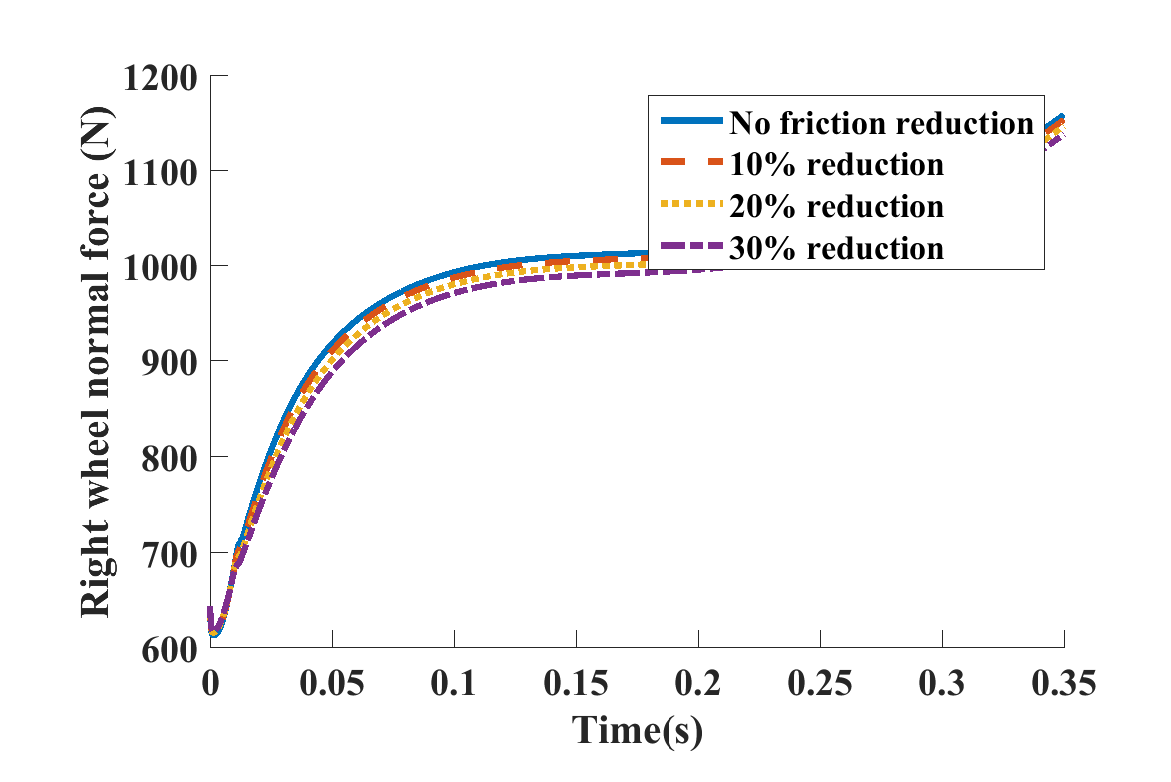 1200
1100
1000
900
800
700
600
Right wheel normal force (N)
No friction reduction
10% reduction
20% reduction
30% reduction
0 0.05 0.1 0.15 0.2 0.25 0.3 0.35
Time(s)